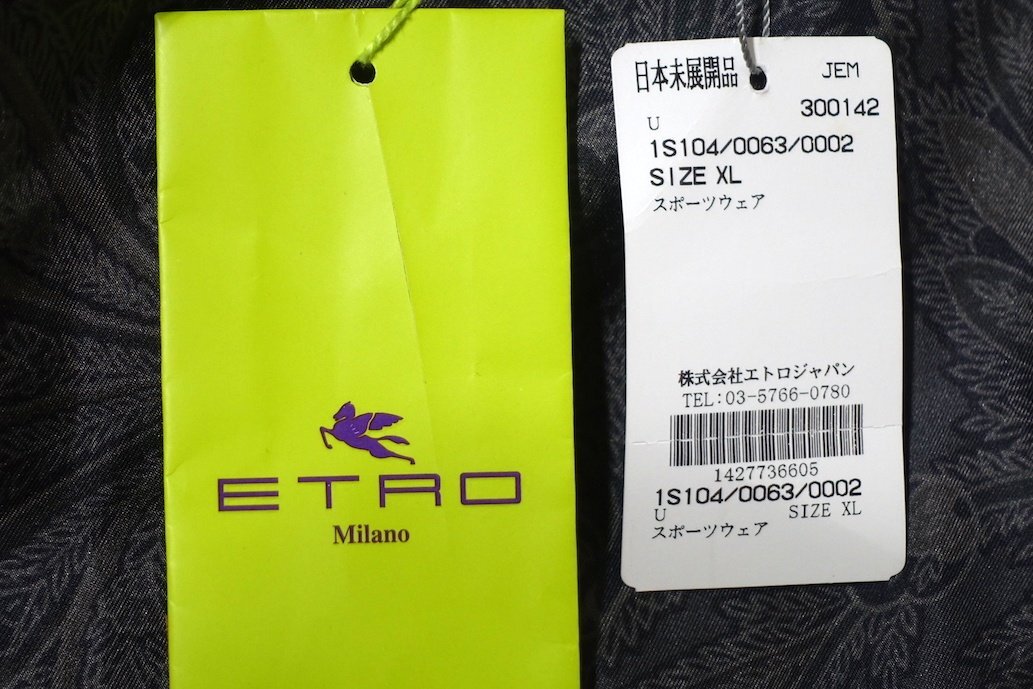 ETRO
Milano
日本未展開品 JEM
300142
U
1S104/0063/0002
SIZE XL
スポーツウェア
株式会社エトロジャパン
TEL:03-5766-0780
1427736605
1S104/0063/0002
U SIZE XL
スポーツウェア